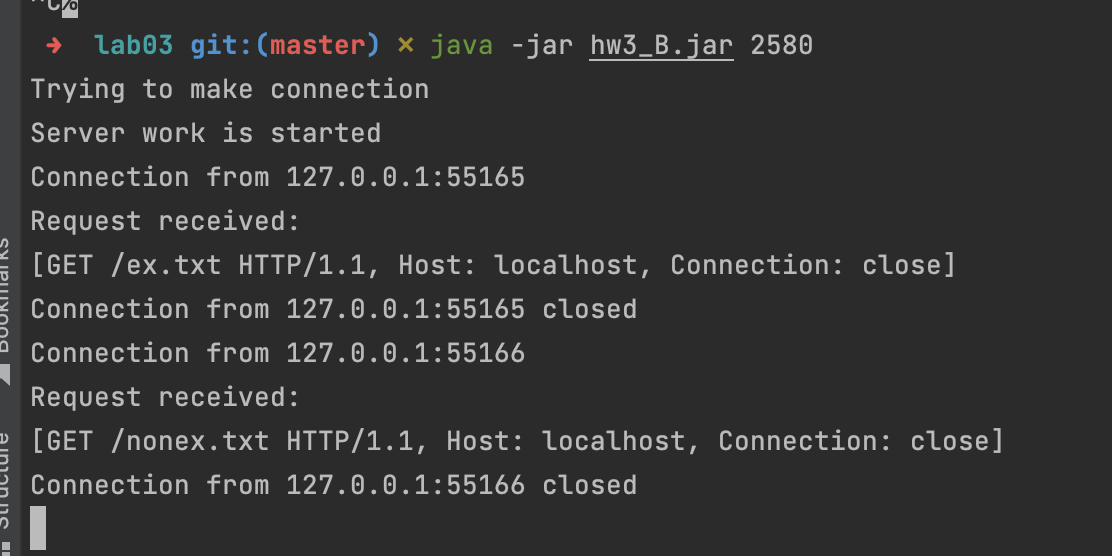 ^C%
➜ lab03 git:(master) ✗ java -jar hw3_B.jar 2580
Trying to make connection
Server work is started
Connection from 127.0.0.1:55165
Request received:
[GET /ex.txt HTTP/1.1, Host: localhost, Connection: close]
Connection from 127.0.0.1:55165 closed
Connection from 127.0.0.1:55166
Request received:
[GET /nonex.txt HTTP/1.1, Host: localhost, Connection: close]
Connection from 127.0.0.1:55166 closed
Bookmarks
Structure